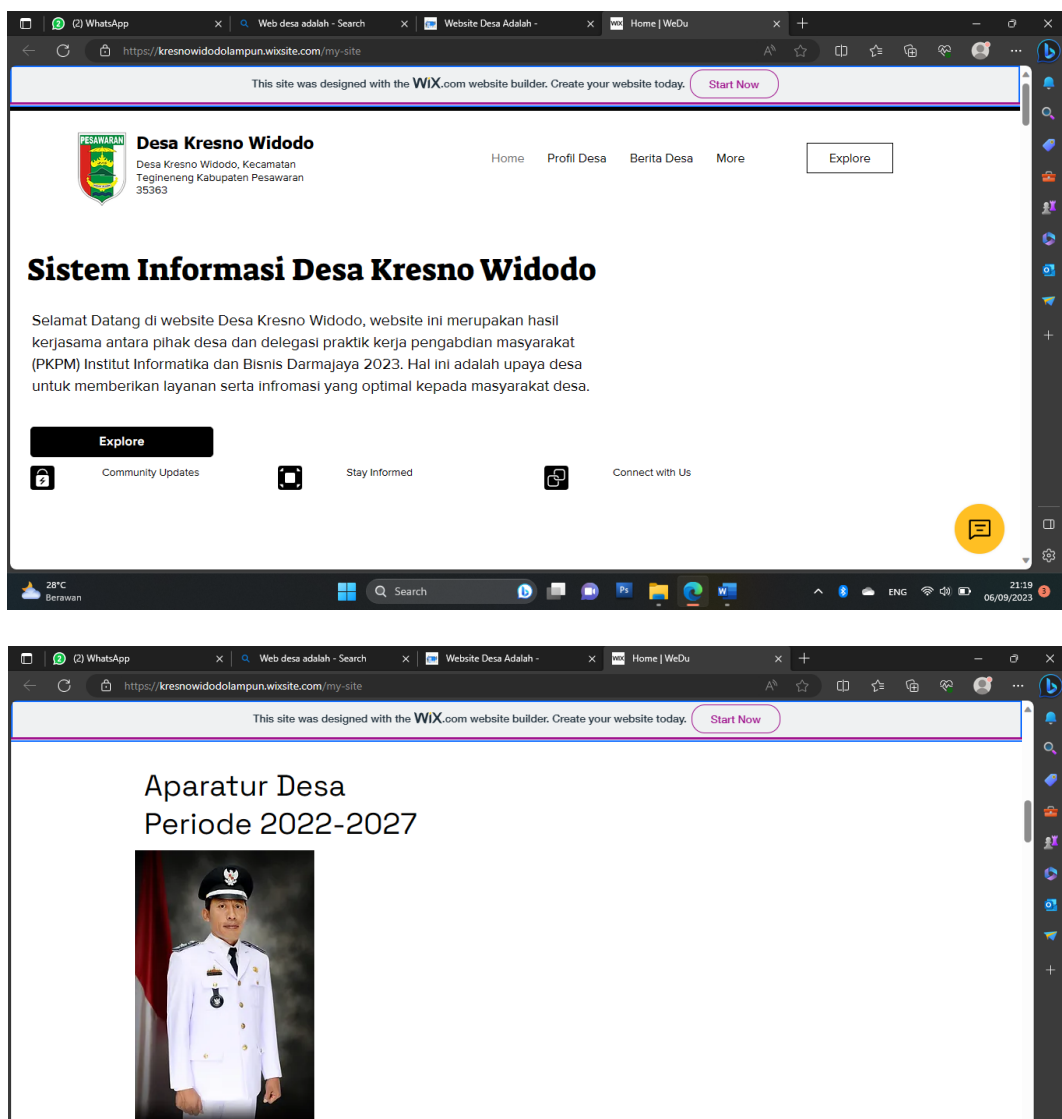 (2) WhatsApp
Web desa adalah - Search
Website Desa Adalah -
WIX Home | WeDu
https://kresnowidodolampun.wixsite.com/my-site
This site was designed with the WiX.com website builder. Create your website today. Start Now
PESAWARAN
Desa Kresno Widodo
Desa Kresno Widodo, Kecamatan
Tegineneng Kabupaten Pesawaran
35363
Home Profil Desa Berita Desa More Explore
Sistem Informasi Desa Kresno Widodo
Selamat Datang di website Desa Kresno Widodo, website ini merupakan hasil
kerjasama antara pihak desa dan delegasi praktik kerja pengabdian masyarakat
(PKPM) Institut Informatika dan Bisnis Darmajaya 2023. Hal ini adalah upaya desa
untuk memberikan layanan serta infromasi yang optimal kepada masyarakat desa.
Explore
Community Updates Stay Informed Connect with Us
28°C
Berawan
Search
Ps
ENG
21:19
06/09/2023
3
(2) WhatsApp
Web desa adalah - Search
Website Desa Adalah -
WIX Home | WeDu
https://kresnowidodolampun.wixsite.com/my-site
This site was designed with the WiX.com website builder. Create your website today. Start Now
Aparatur Desa
Periode 2022-2027